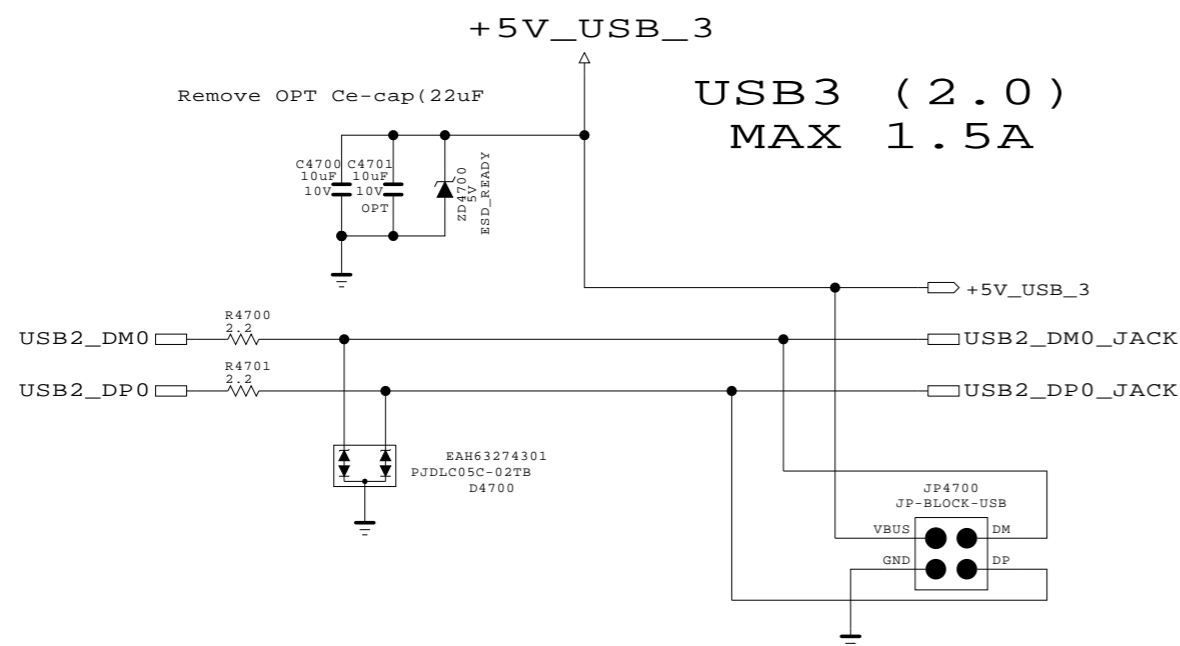 +5V_USB_3
USB3 (2.0)
MAX 1.5A
Remove OPT Ce-cap(22uF
C4700
10uF
10V
C4701
10uF
10V
OPT
ZD4700
5V
ESD_READY
+5V_USB_3
R4700
2.2
USB2_DM0
USB2_DM0_JACK
R4701
2.2
USB2_DP0
USB2_DP0_JACK
EAH63274301
PJDLC05C-02TB
D4700
JP4700
JP-BLOCK-USB
VBUS
DM
GND
DP